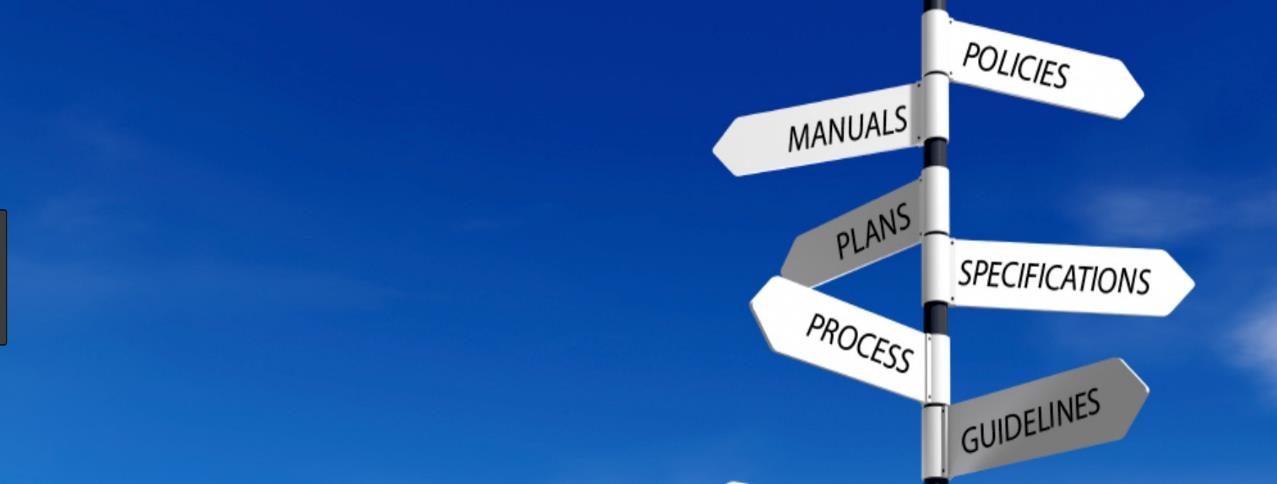 POLICIES
MANUALS
PLANS
SPECIFICATIONS
PROCESS
GUIDELINES